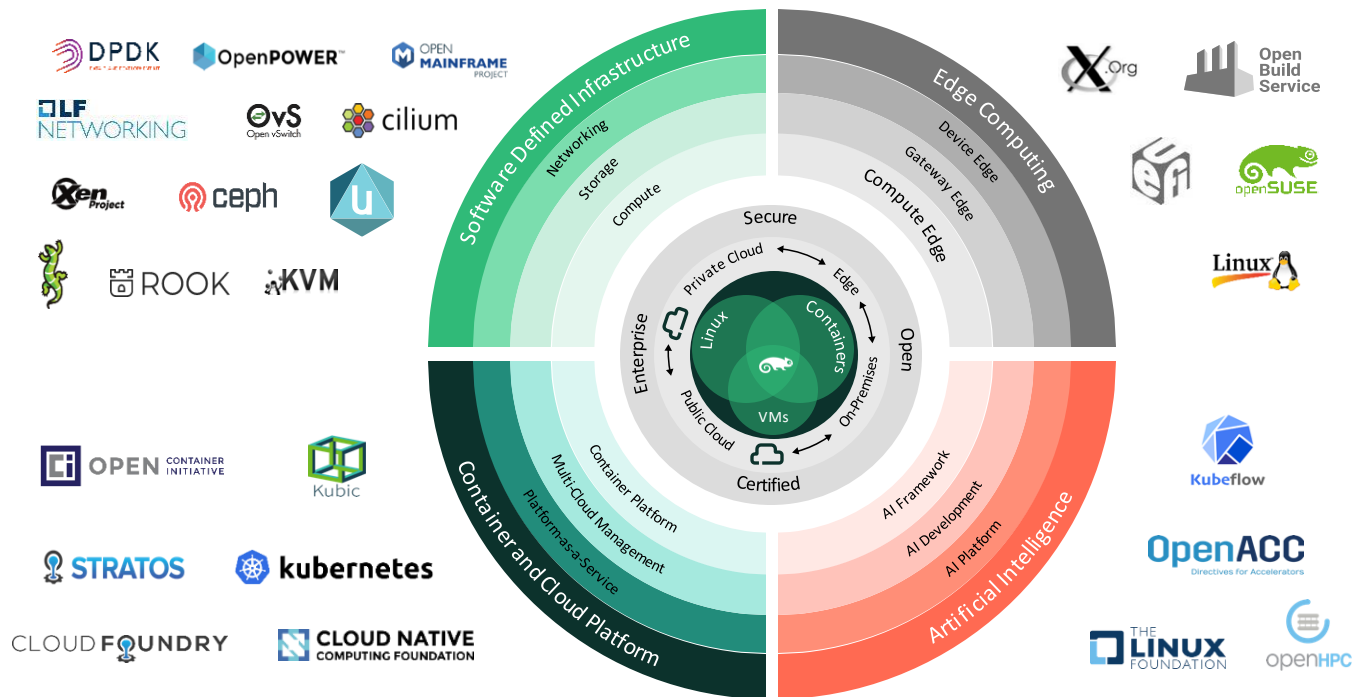 DPDK
OpenPOWER™
OPEN
MAINFRAME
PROJECT
LF
NETWORKING
OvS
Open vSwitch
cilium
Xen
Project
ceph
u
ROOK
KVM
Software Defined Infrastructure
Networking
Storage
Compute
Edge Computing
Device Edge
Gateway Edge
Compute Edge
X.Org
Open
Build
Service
UEFI
openSUSE
Linux
Secure
Private Cloud
Edge
Enterprise
Linux
Containers
Open
VMs
Public Cloud
On-Premises
Certified
Ci OPEN CONTAINER
INITIATIVE
Kubic
STRATOS
kubernetes
CLOUD FOUNDRY
CLOUD NATIVE
COMPUTING FOUNDATION
Container Platform
Multi-Cloud Management
Platform-as-a-Service
Container and Cloud Platform
AI Framework
AI Development
AI Platform
Artificial Intelligence
Kubeflow
OpenACC
Directives for Accelerators
THE
LINUX
FOUNDATION
openHPC